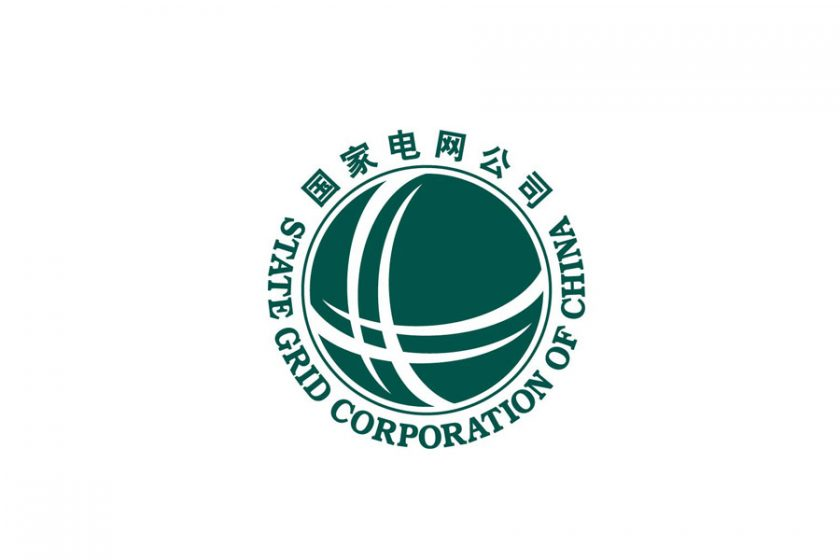 国家电网公司
STATE GRID CORPORATION OF CHINA